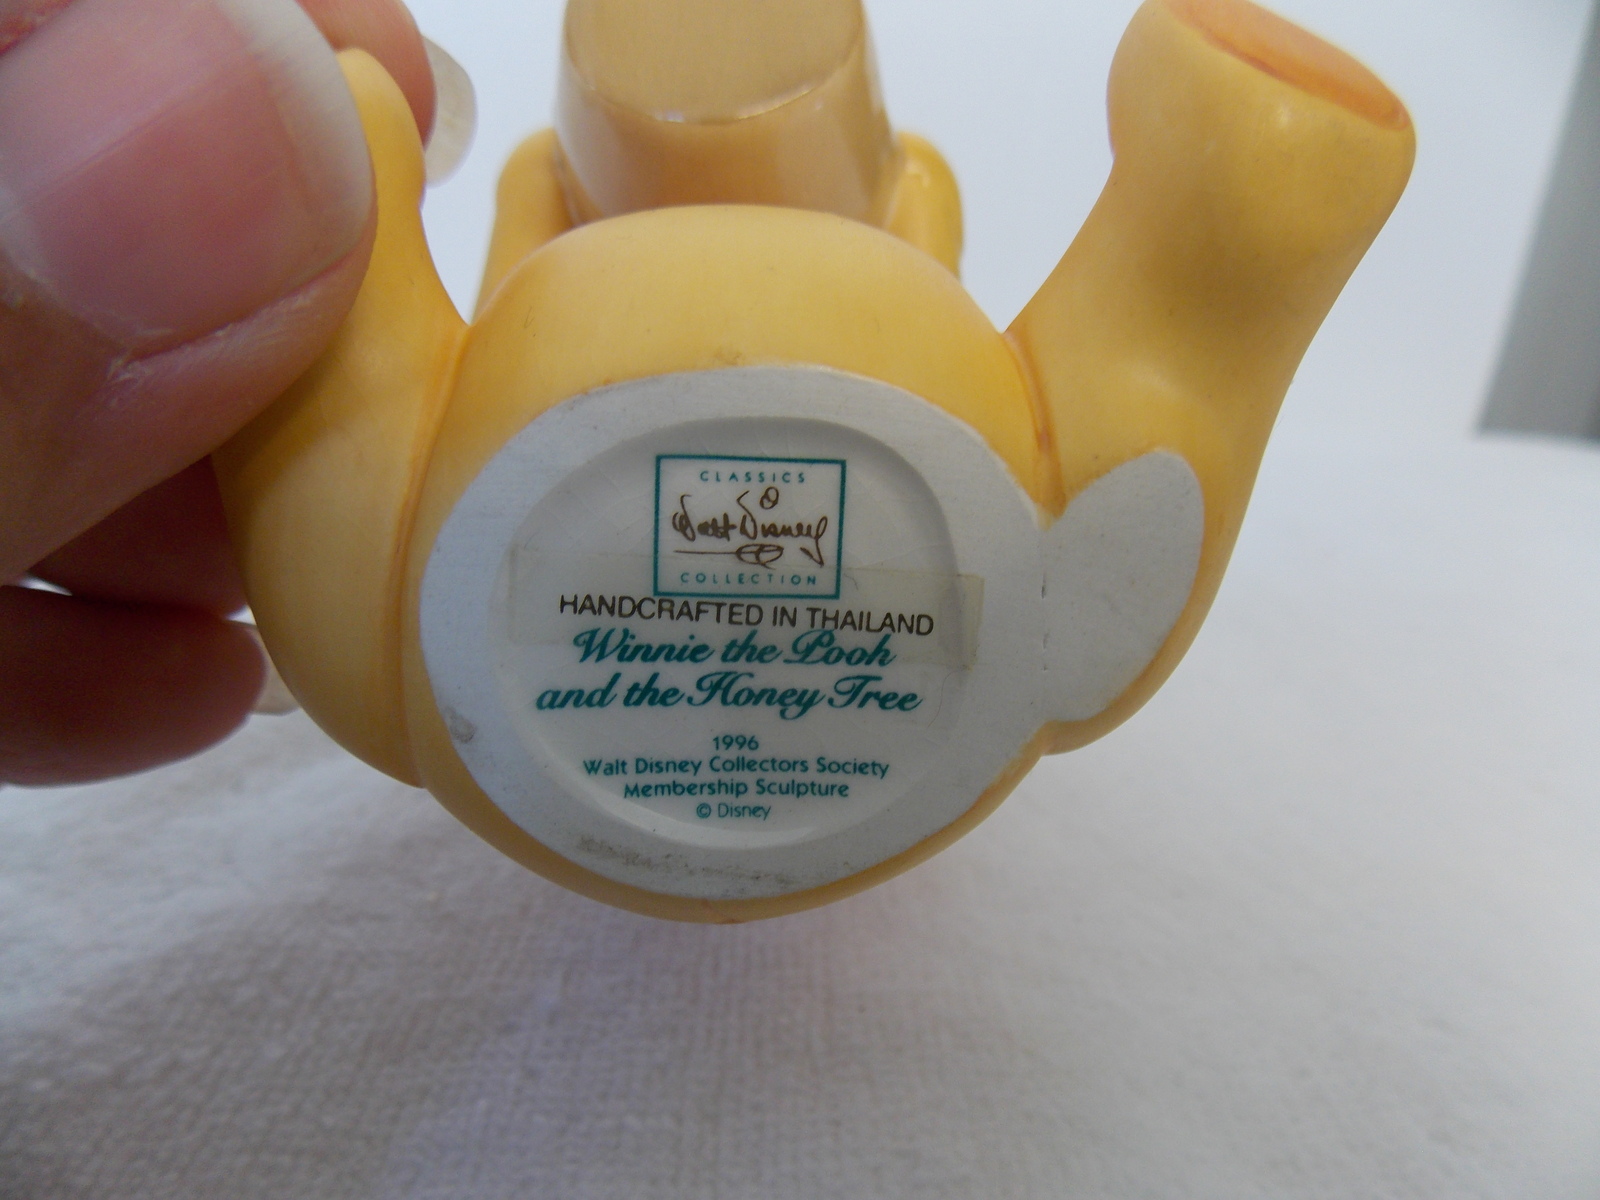 CLASSICS
Walt Disney
COLLECTION
HANDCRAFTED IN THAILAND
Winnie the Pooh
and the Honey Tree
1996
Walt Disney Collectors Society
Membership Sculpture
© Disney